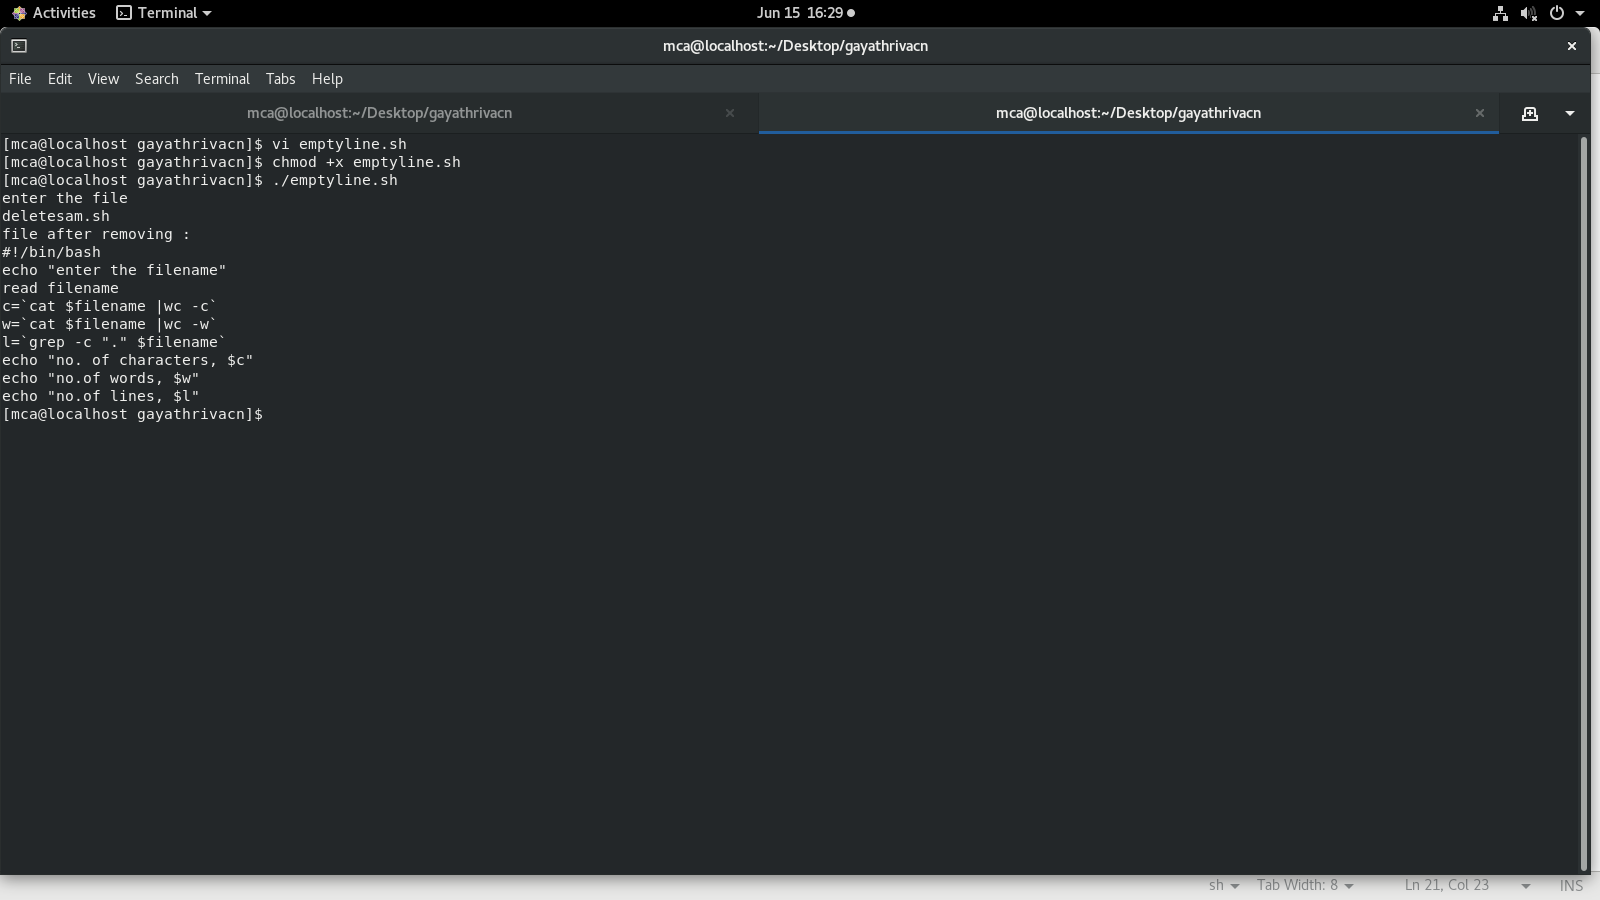 Activities Terminal Jun 15 16:29
mca@localhost:~/Desktop/gayathrivacn
File Edit View Search Terminal Tabs Help
mca@localhost:~/Desktop/gayathrivacn mca@localhost:~/Desktop/gayathrivacn
[mca@localhost gayathrivacn]$ vi emptyline.sh
[mca@localhost gayathrivacn]$ chmod +x emptyline.sh
[mca@localhost gayathrivacn]$ ./emptyline.sh
enter the file
deletesam.sh
file after removing :
#!/bin/bash
echo "enter the filename"
read filename
c=`cat $filename |wc -c`
w=`cat $filename |wc -w`
l=`grep -c "." $filename`
echo "no. of characters, $c"
echo "no.of words, $w"
echo "no.of lines, $l"
[mca@localhost gayathrivacn]$
sh Tab Width: 8 Ln 21, Col 23 INS